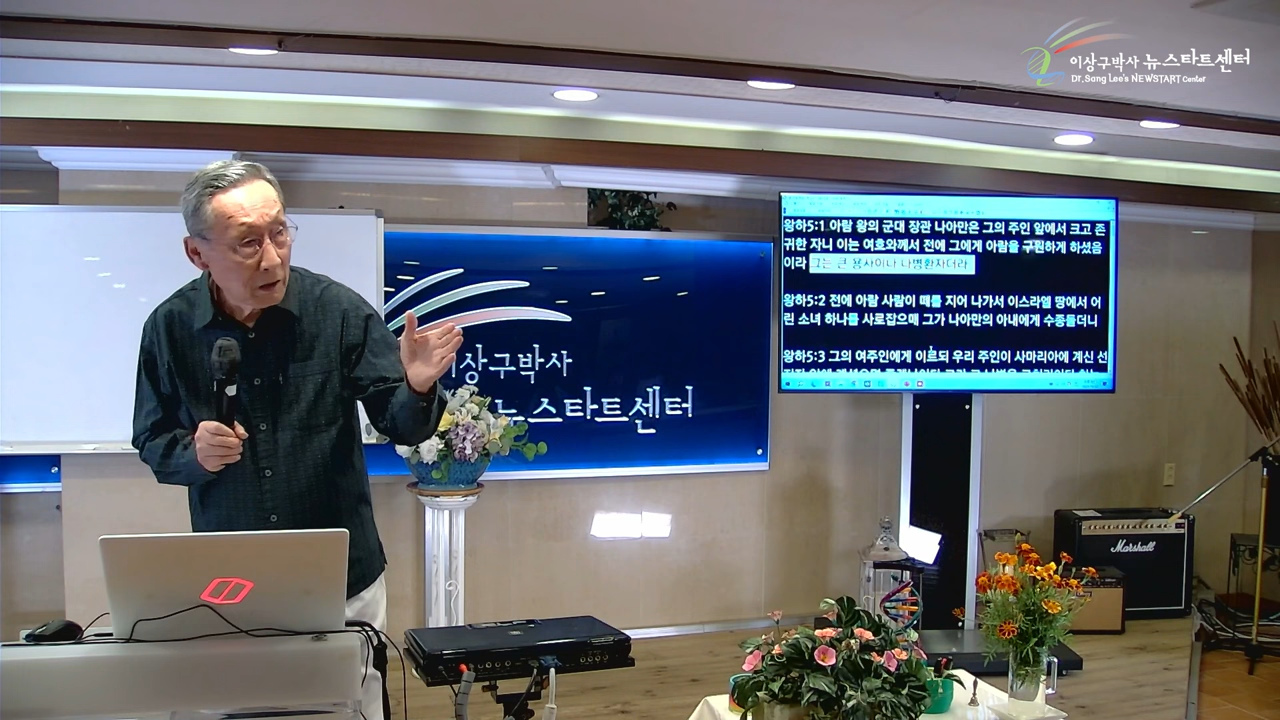 이상구박사 뉴스타트센터
Dr. Sang Lee's NEWSTART Center
왕하5:1 아람 왕의 군대 장관 나아만은 그의 주인 앞에서 크고 존
귀한 자니 이는 여호와께서 전에 그에게 아람을 구원하게 하셨음
이라 그는 큰 용사이나 나병환자더라
왕하5:2 전에 아람 사람이 떼를 지어 나가서 이스라엘 땅에서 어
린 소녀 하나를 사로잡으매 그가 나아만의 아내에게 수종들더니
왕하5:3 그의 여주인에게 이르되 우리 주인이 사마리아에 계신 선
이상구박사
뉴스타트센터
Marshall